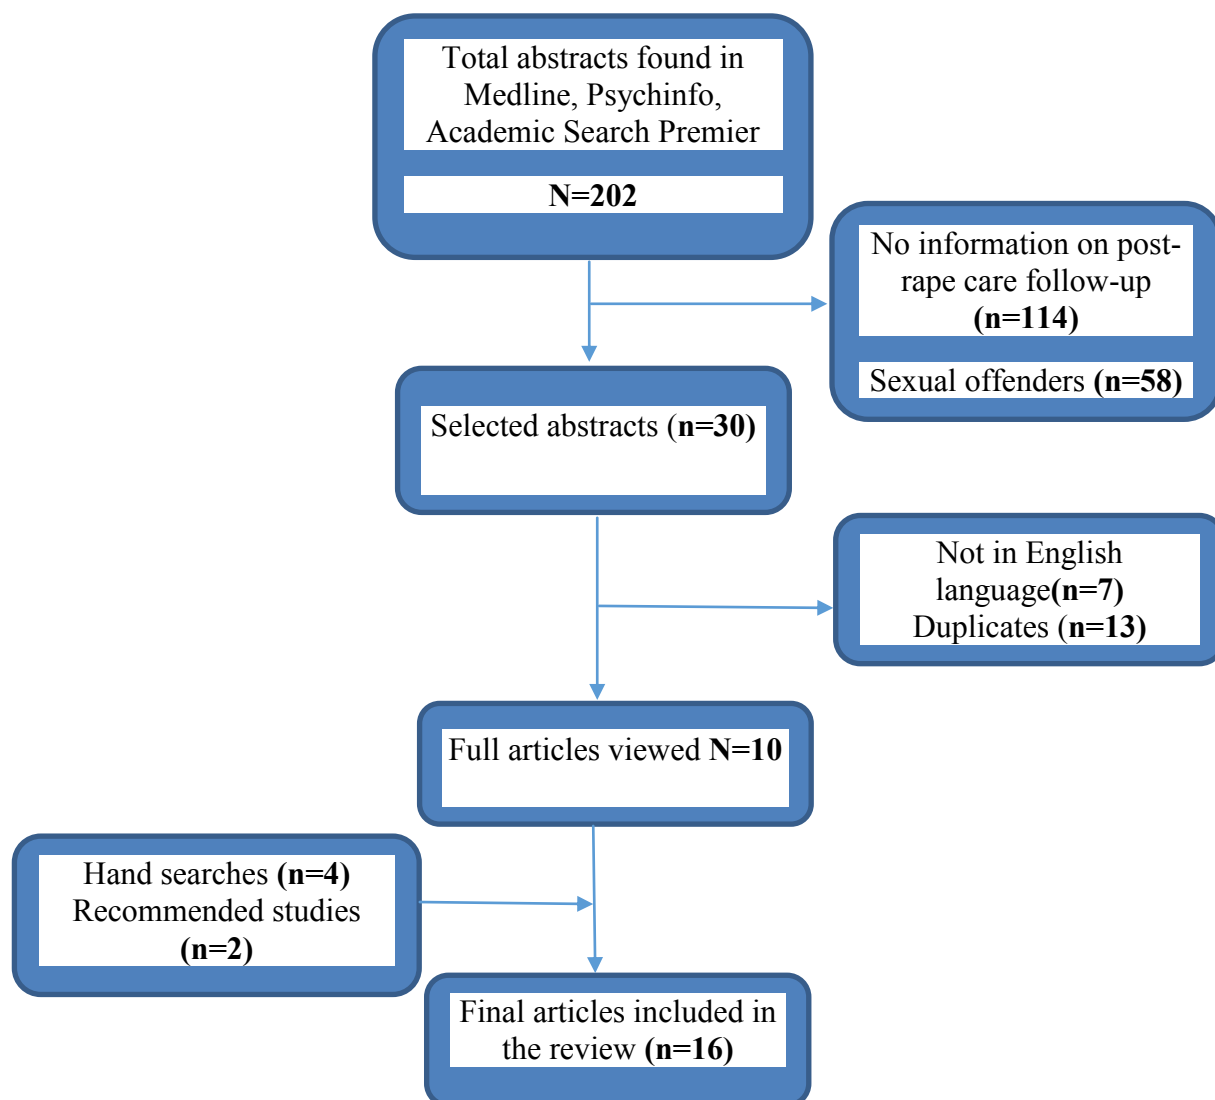 Total abstracts found in
Medline, Psychinfo,
Academic Search Premier
N=202
No information on post-
rape care follow-up
(n=114)
Sexual offenders (n=58)
Selected abstracts (n=30)
Not in English
language(n=7)
Duplicates (n=13)
Full articles viewed N=10
Hand searches (n=4)
Recommended studies
(n=2)
Final articles included in
the review (n=16)